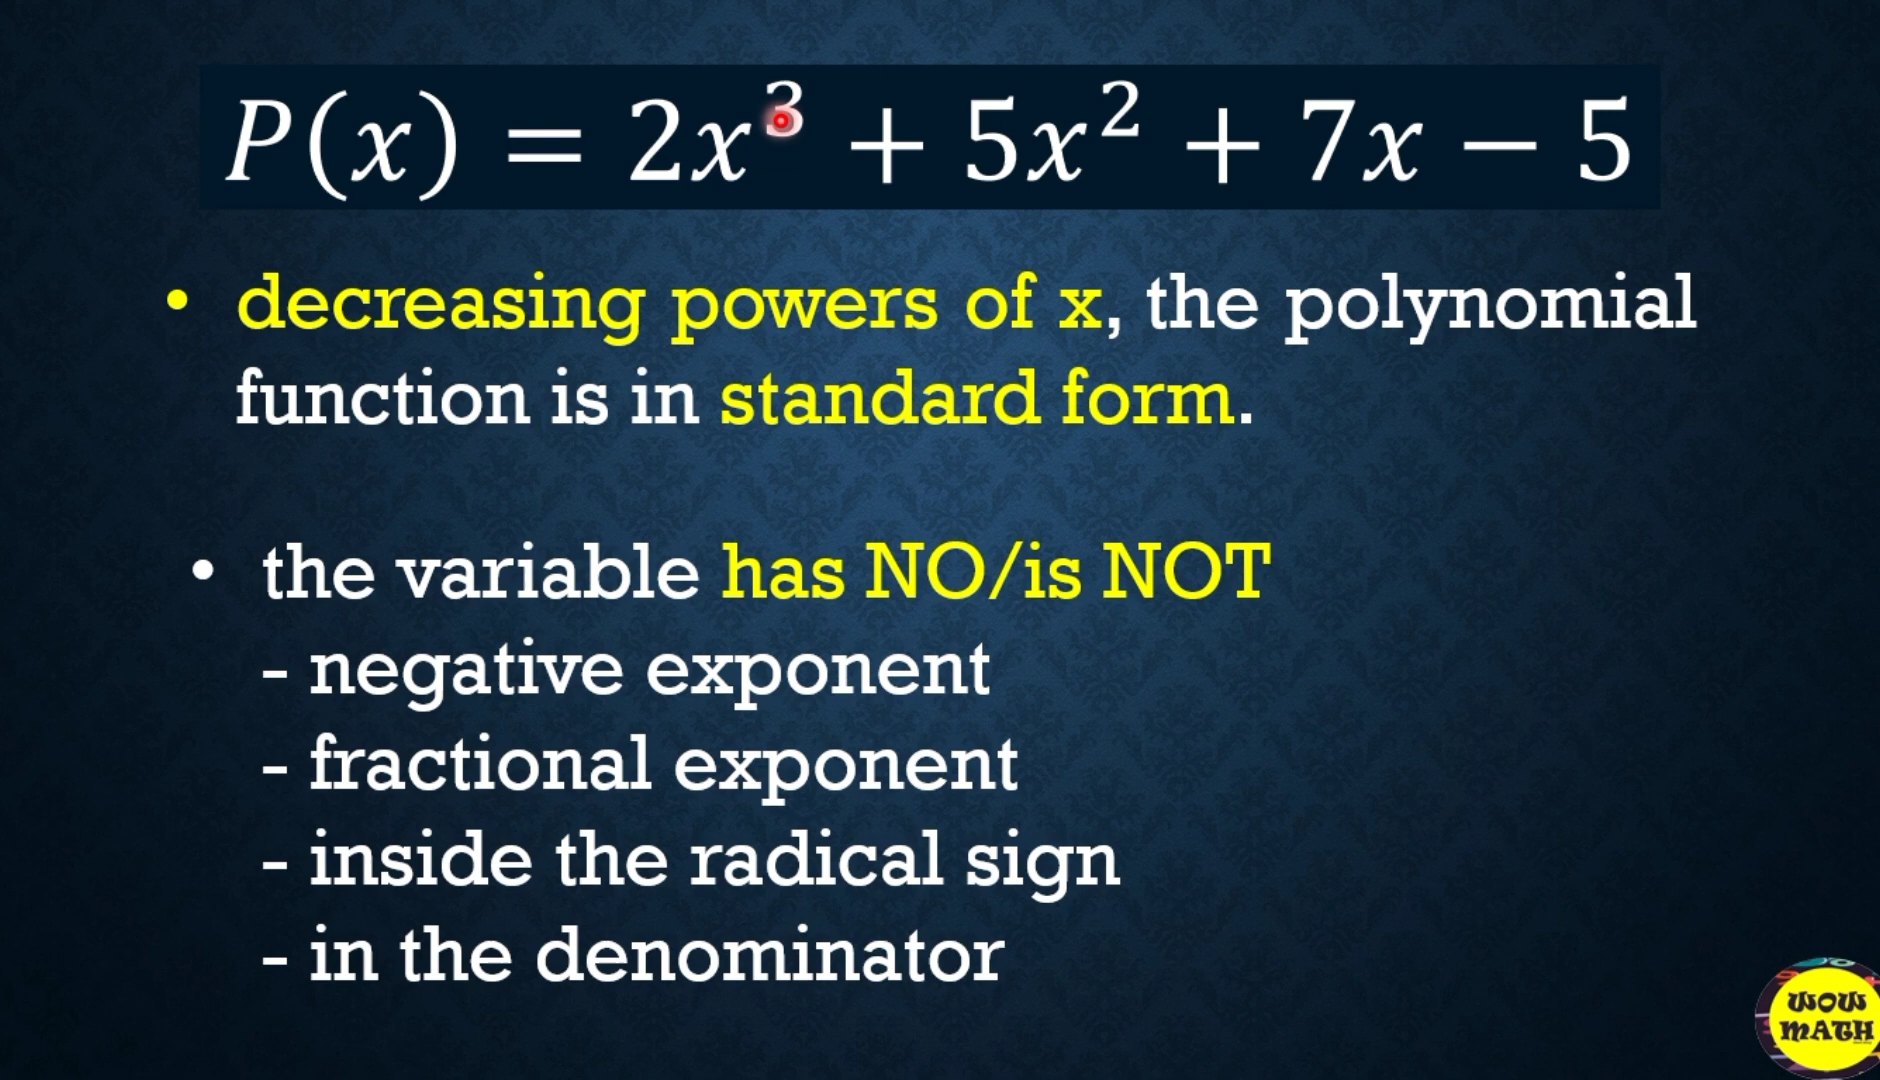 P(x) = 2x³ + 5x² + 7x − 5
• decreasing powers of x, the polynomial
function is in standard form.
• the variable has NO/is NOT
- negative exponent
- fractional exponent
- inside the radical sign
- in the denominator
WOW
MATH